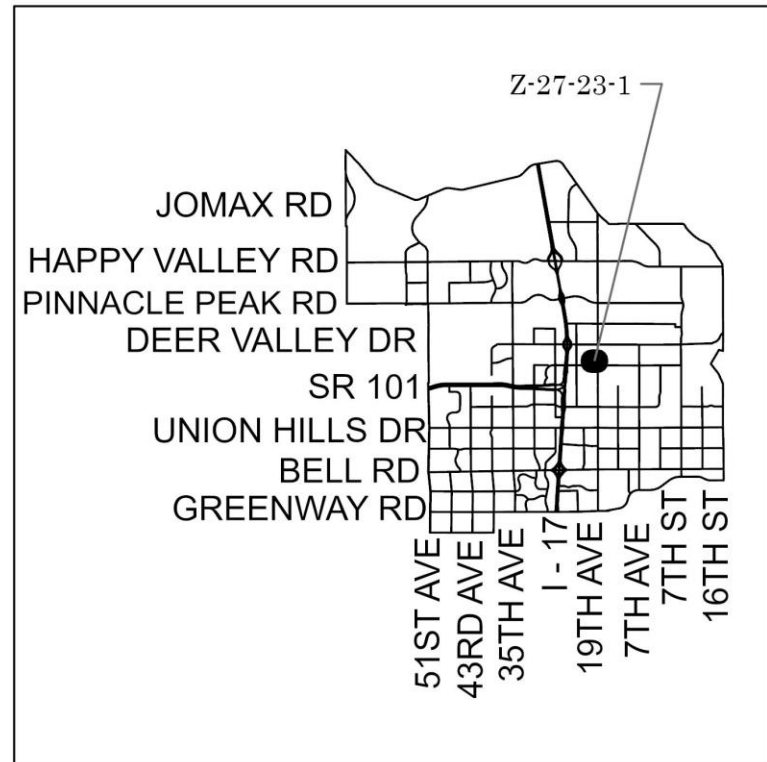 Z-27-23-1
JOMAX RD
HAPPY VALLEY RD
PINNACLE PEAK RD
DEER VALLEY DR
SR 101
UNION HILLS DR
BELL RD
GREENWAY RD
51ST AVE
43RD AVE
35TH AVE
I - 17
19TH AVE
7TH AVE
7TH ST
16TH ST